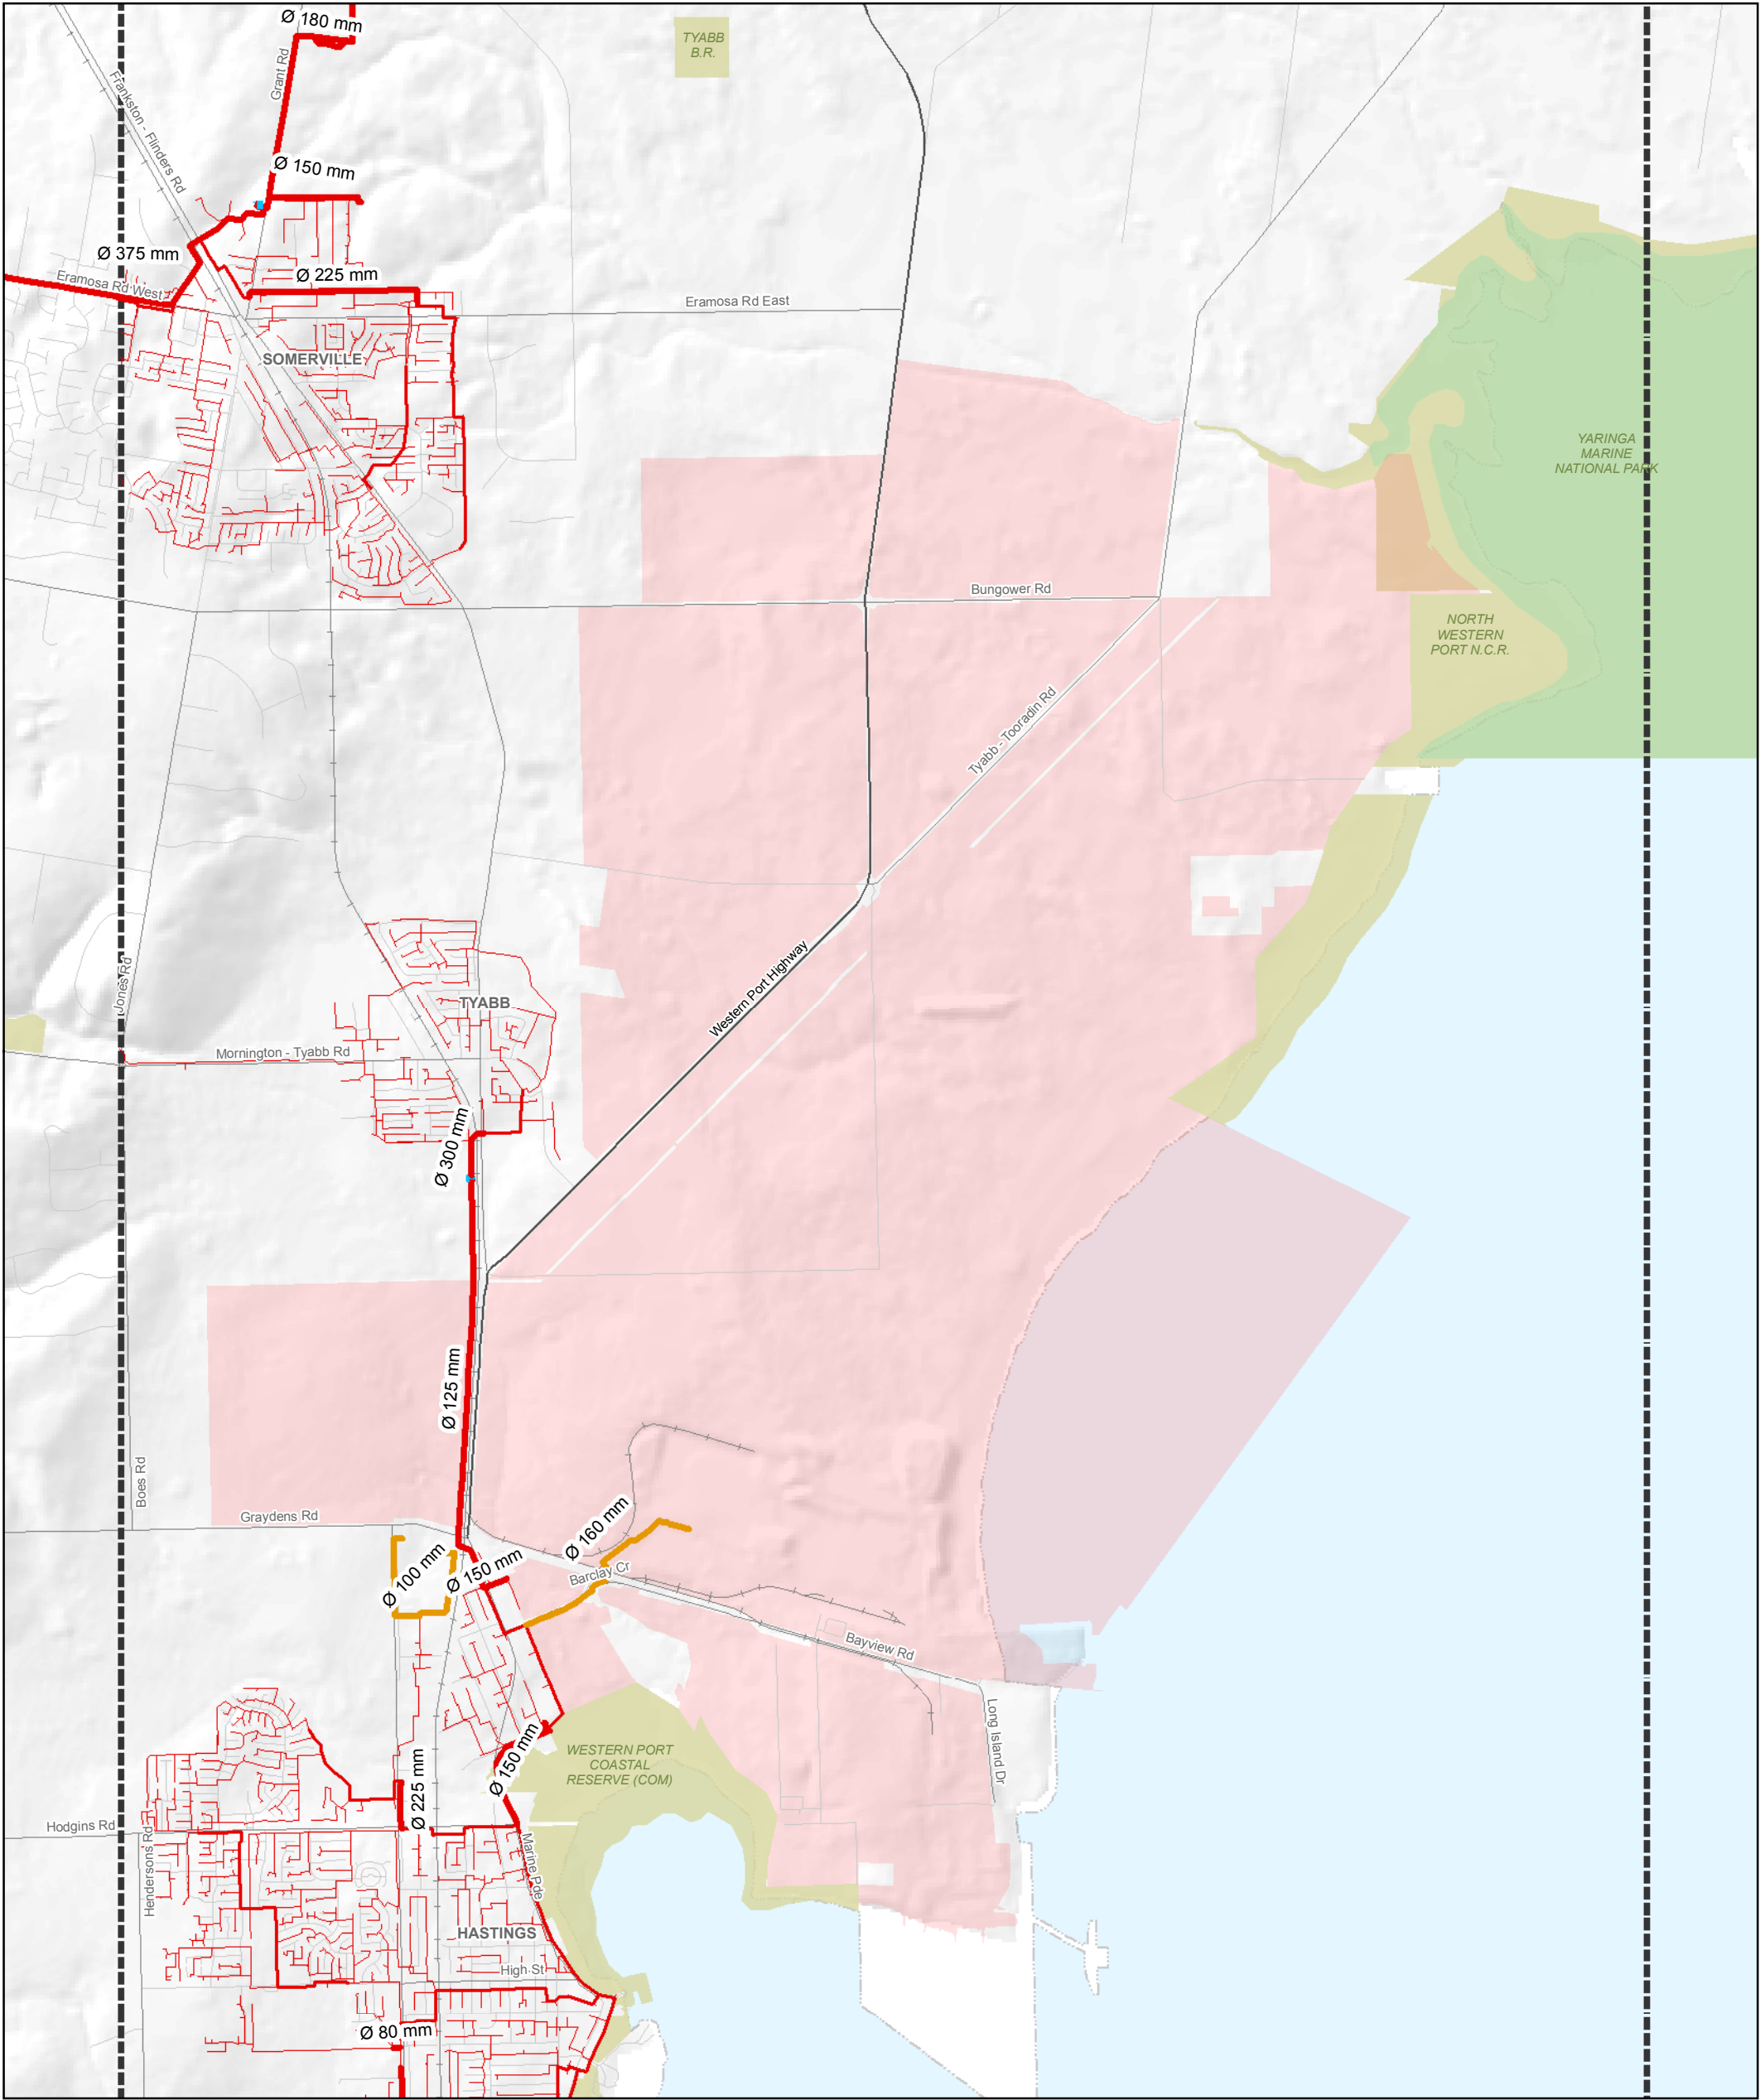 Ø 180 mm
TYABB
B.R.
Grant Rd
Frankston - Flinders Rd
Ø 150 mm
Ø 375 mm
Ø 225 mm
Eramosa Rd West
Eramosa Rd East
SOMERVILLE
YARINGA
MARINE
NATIONAL PARK
Bungower Rd
NORTH
WESTERN
PORT N.C.R.
Tyabb - Tooradin Rd
Jones Rd
Western Port Highway
TYABB
Mornington - Tyabb Rd
Ø 300 mm
Ø 125 mm
Boes Rd
Graydens Rd
Ø 160 mm
Ø 100 mm
Ø 150 mm
Barclay Cr
Bayview Rd
Long Island Dr
WESTERN PORT
COASTAL
RESERVE (COM)
Ø 150 mm
Ø 225 mm
Hodgins Rd
Hendersons Rd
Marine Pde
HASTINGS
High St
Ø 80 mm